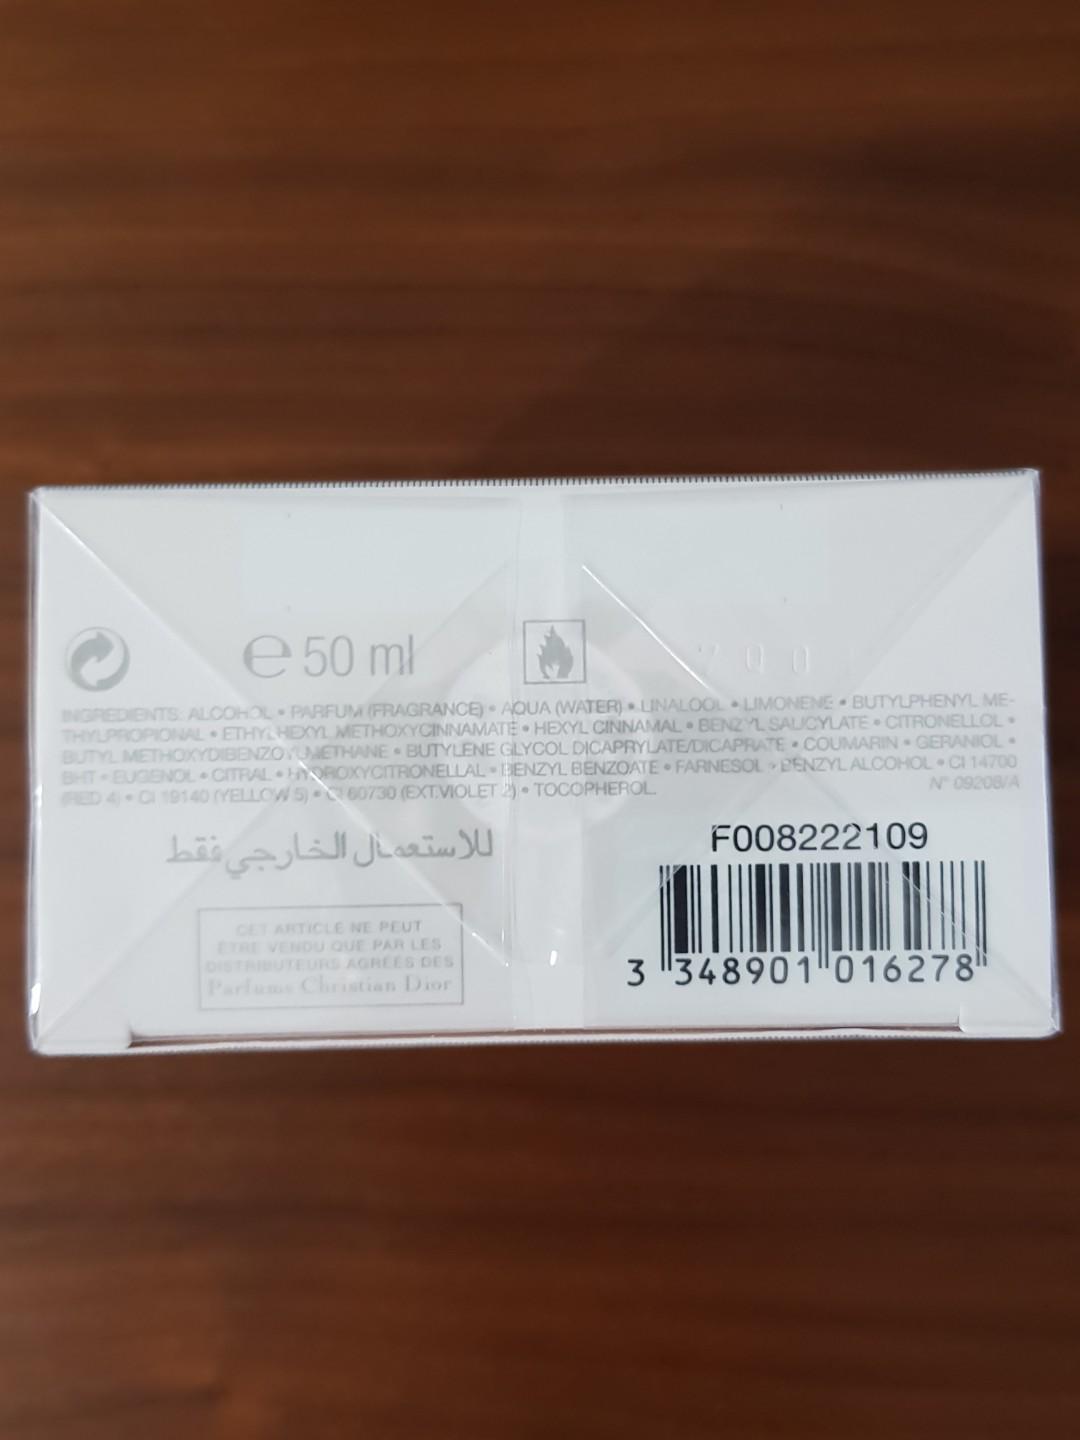 ℮ 50 ml
INGREDIENTS: ALCOHOL • PARFUM (FRAGRANCE) • AQUA (WATER) • LINALOOL • LIMONENE • BUTYLPHENYL ME-
THYLPROPIONAL • ETHYLHEXYL METHOXYCINNAMATE • HEXYL CINNAMAL • BENZYL SALICYLATE • CITRONELLOL •
BUTYL METHOXYDIBENZOYLMETHANE • BUTYLENE GLYCOL DICAPRYLATE/DICAPRATE • COUMARIN • GERANIOL •
BHT • EUGENOL • CITRAL • HYDROXYCITRONELLAL • BENZYL BENZOATE • FARNESOL • BENZYL ALCOHOL • CI 14700
(RED 4) • CI 19140 (YELLOW 5) • CI 60730 (EXT.VIOLET 2) • TOCOPHEROL.
N° 09208/A
للاستعمال الخارجي فقط
F008222109
CET ARTICLE NE PEUT
ÊTRE VENDU QUE PAR LES
DISTRIBUTEURS AGRÉÉS DES
Parfums Christian Dior
3 348901 016278